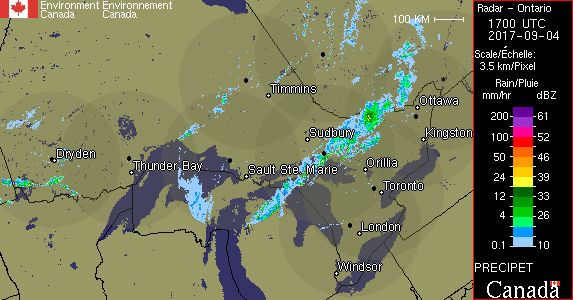 Environment Environnement
Canada Canada
100 KM
Timmins
Ottawa
Sudbury
Kingston
Dryden
Thunder Bay
Sault Ste. Marie
Orillia
Toronto
London
Windsor
Radar - Ontario
1700 UTC
2017-09-04
Scale/Échelle:
3.5 km/Pixel
Rain/Pluie
mm/hr dBZ
200 61
100 52
50 46
24 39
12 33
4 26
0.1 10
PRECIPET
Canada